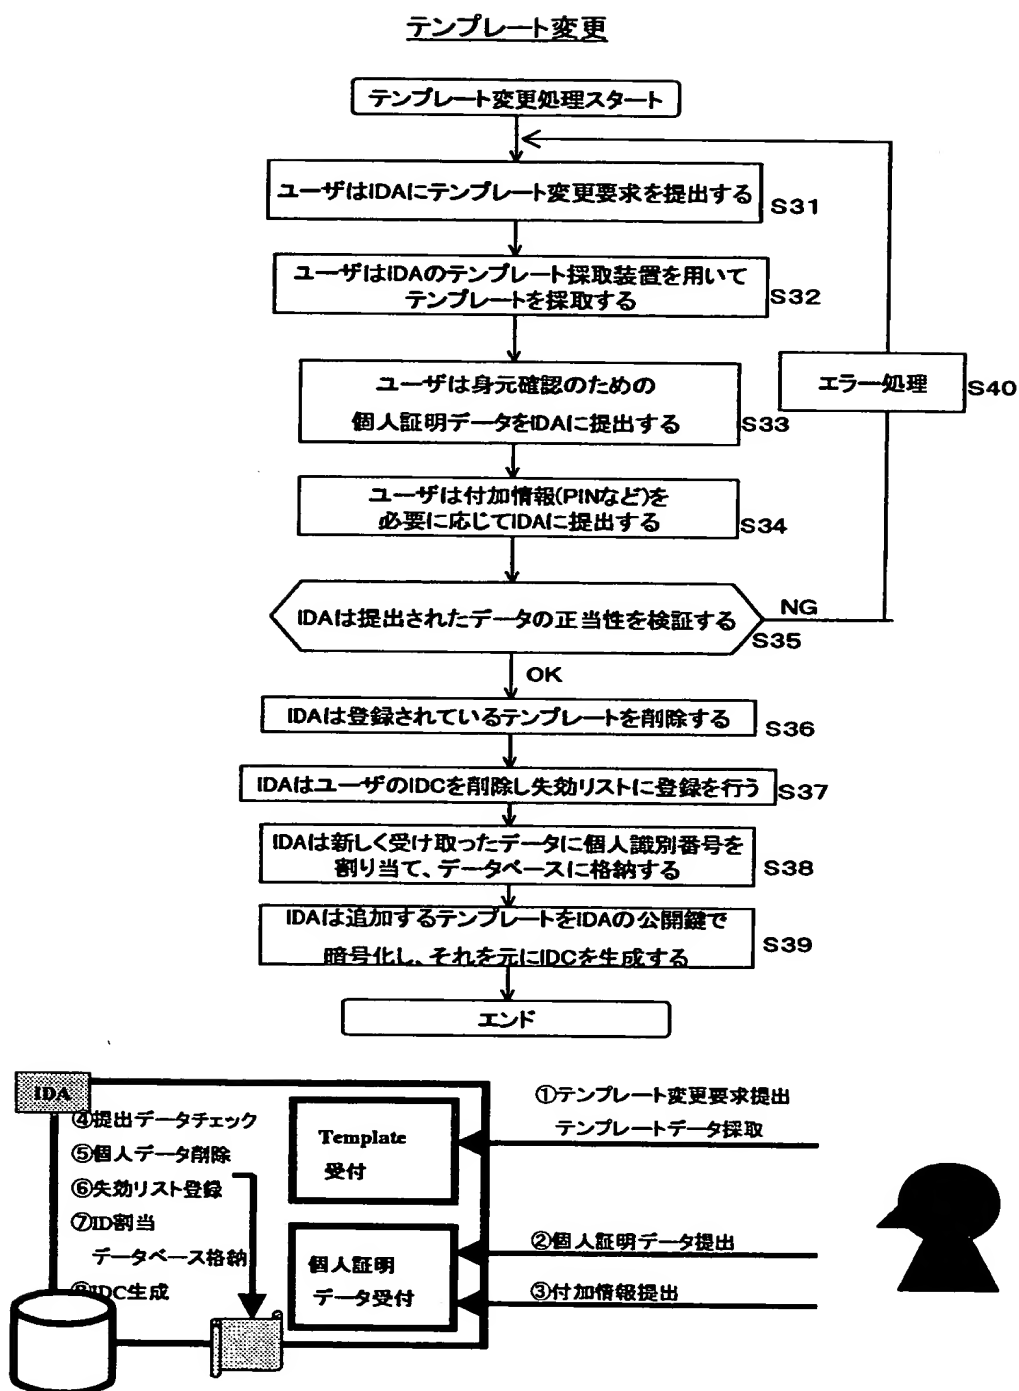 テンプレート変更
テンプレート変更処理スタート
ユーザはIDAにテンプレート変更要求を提出する
S31
ユーザはIDAのテンプレート採取装置を用いて
テンプレートを採取する
S32
ユーザは身元確認のための
個人証明データをIDAに提出する
S33
エラー処理
S40
ユーザは付加情報(PINなど)を
必要に応じてIDAに提出する
S34
IDAは提出されたデータの正当性を検証する
S35
NG
OK
IDAは登録されているテンプレートを削除する
S36
IDAはユーザのIDCを削除し失効リストに登録を行う
S37
IDAは新しく受け取ったデータに個人識別番号を
割り当て、データベースに格納する
S38
IDAは追加するテンプレートをIDAの公開鍵で
暗号化し、それを元にIDCを生成する
S39
エンド
IDA
④提出データチェック
⑤個人データ削除
⑥失効リスト登録
⑦ID割当
データベース格納
⑧IDC生成
Template
受付
個人証明
データ受付
①テンプレート変更要求提出
テンプレートデータ採取
②個人証明データ提出
③付加情報提出